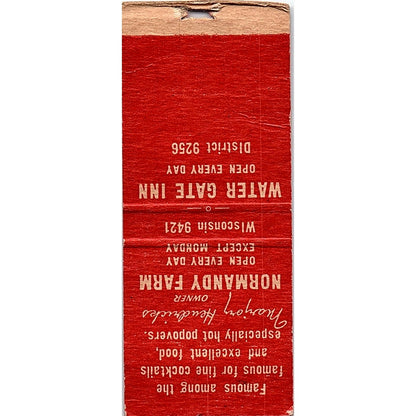 Famous among the
famous for fine cocktails
and excellent food,
especially hot popovers.
Marjory Hendricks
OWNER
NORMANDY FARM
OPEN EVERY DAY
EXCEPT MONDAY
WIsconsin 9421
WATER GATE INN
OPEN EVERY DAY
DIstrict 9256